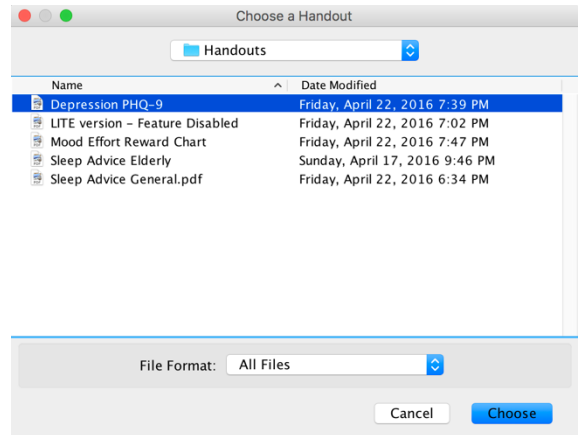 Choose a Handout
Handouts
Name Date Modified
Depression PHQ-9 Friday, April 22, 2016 7:39 PM
LITE version – Feature Disabled Friday, April 22, 2016 7:02 PM
Mood Effort Reward Chart Friday, April 22, 2016 7:47 PM
Sleep Advice Elderly Sunday, April 17, 2016 9:46 PM
Sleep Advice General.pdf Friday, April 22, 2016 6:34 PM
File Format: All Files
Cancel Choose